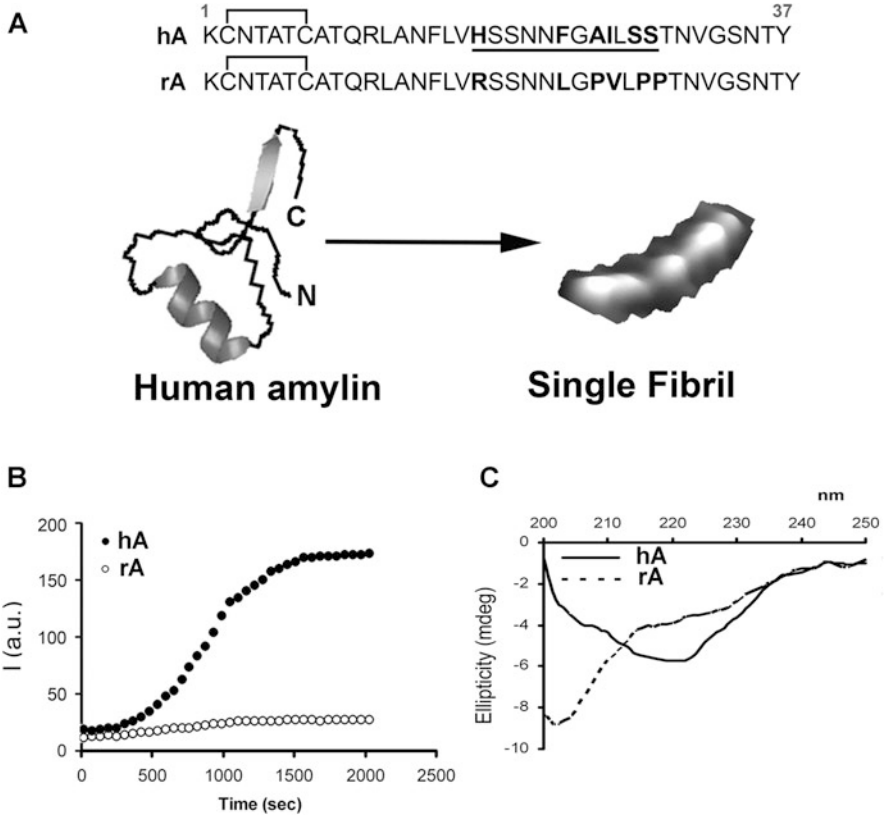 A
1 37
hA KCNTATCATQRLANFLVHSSNNFGAILSSTNVGSNTY
rA KCNTATCATQRLANFLVRSSNNLGPVLPPTNVGSNTY
C
N
Human amylin Single Fibril
B
200
150
100
50
0
I (a.u.)
hA
rA
0 500 1000 1500 2000 2500
Time (sec)
C
nm
200 210 220 230 240 250
0
-2
-4
-6
-8
-10
Ellipticity (mdeg)
hA
rA